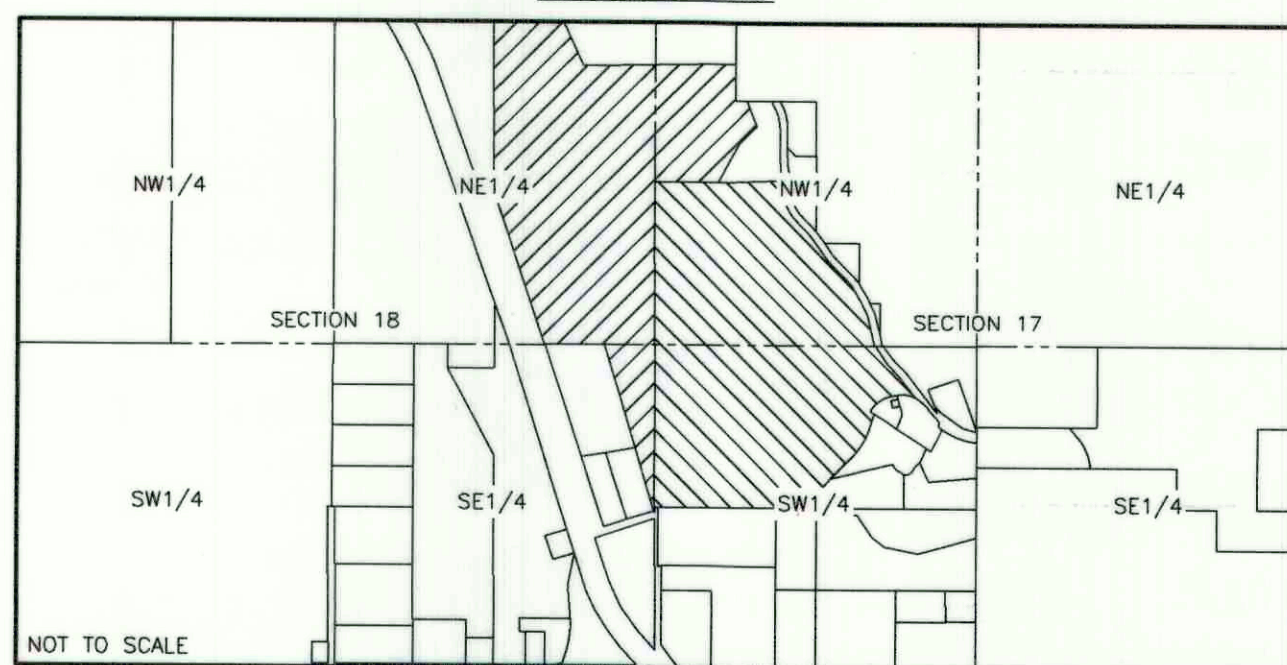 NW1/4 NE1/4 NW1/4 NE1/4
SECTION 18 SECTION 17
SW1/4 SE1/4 SW1/4 SE1/4
NOT TO SCALE